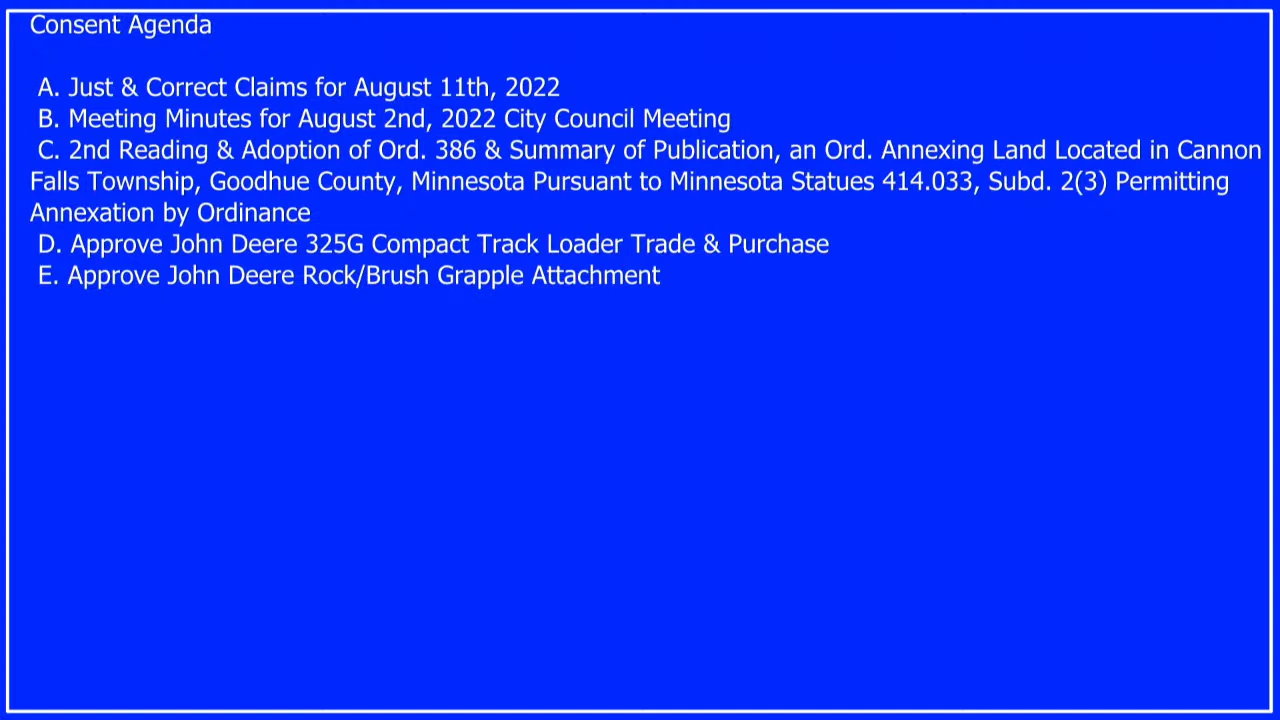 Consent Agenda
A. Just & Correct Claims for August 11th, 2022
B. Meeting Minutes for August 2nd, 2022 City Council Meeting
C. 2nd Reading & Adoption of Ord. 386 & Summary of Publication, an Ord. Annexing Land Located in Cannon
Falls Township, Goodhue County, Minnesota Pursuant to Minnesota Statues 414.033, Subd. 2(3) Permitting
Annexation by Ordinance
D. Approve John Deere 325G Compact Track Loader Trade & Purchase
E. Approve John Deere Rock/Brush Grapple Attachment